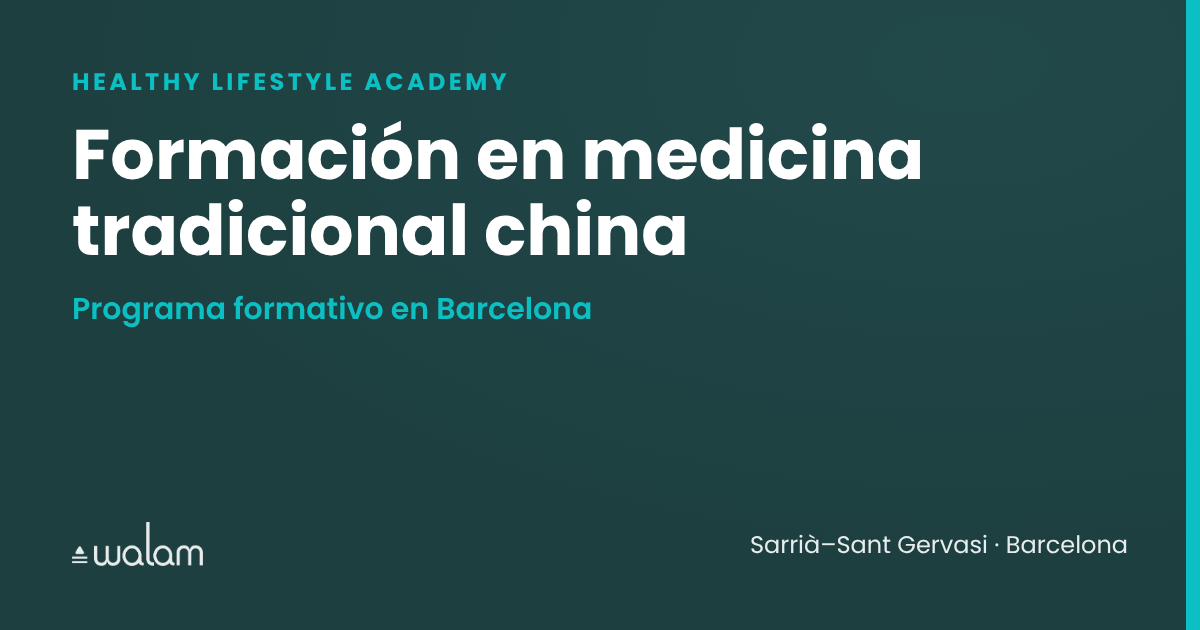 HEALTHY LIFESTYLE ACADEMY
Formación en medicina
tradicional china
Programa formativo en Barcelona
walam
Sarrià–Sant Gervasi · Barcelona